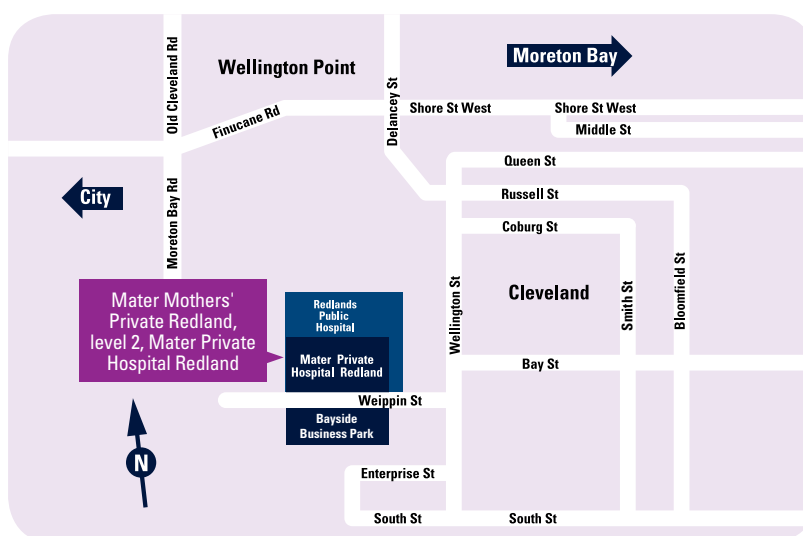 Old Cleveland Rd
Wellington Point
Delancey St
Moreton Bay
Finucane Rd
Shore St West
Shore St West
Middle St
Queen St
City
Moreton Bay Rd
Russell St
Coburg St
Mater Mothers'
Private Redland,
level 2, Mater Private
Hospital Redland
Redlands
Public
Hospital
Mater Private
Hospital Redland
Wellington St
Cleveland
Smith St
Bloomfield St
Bay St
Weippin St
Bayside
Business Park
N
Enterprise St
South St
South St